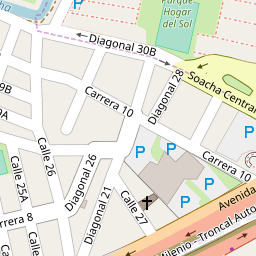 Parque
Hogar
del Sol
Diagonal 30B
Soacha Centra
Diagonal 28
Carrera 10
9B
9A
P
P
Calle 26
Carrera 10
Calle 25A
Diagonal 26
P
P
Diagonal 21
Calle 27
P
Avenida
Carrera 8
Milenio - Troncal Auto